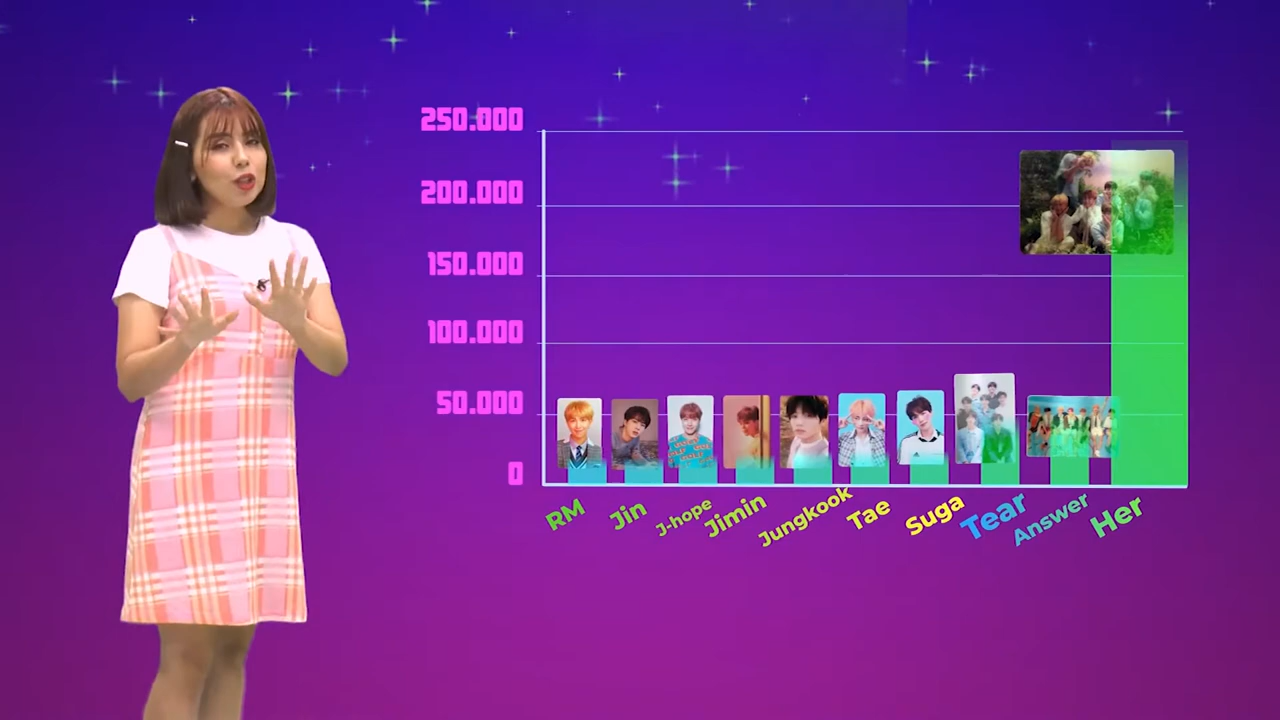 250.000
200.000
150.000
100.000
50.000
0
RM
Jin
J-hope
Jimin
Jungkook
Tae
Suga
Tear
Answer
Her